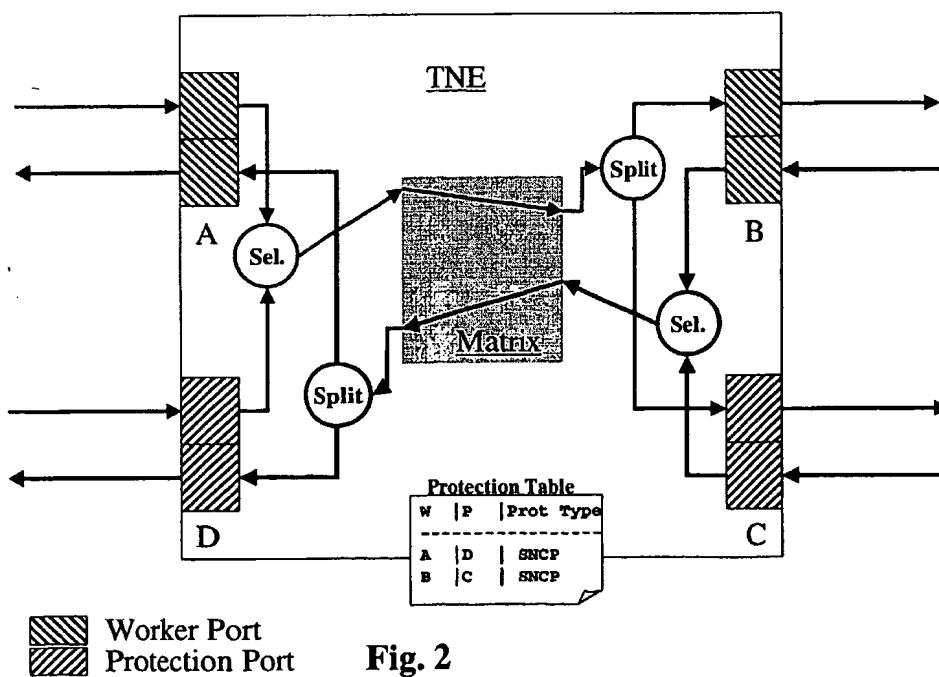 TNE
Split
A
B
Sel.
Sel.
Matrix
Split
Protection Table
W |P |Prot Type
-----------------------
A |D | SNCP
B |C | SNCP
D
C
Worker Port
Protection Port
Fig. 2